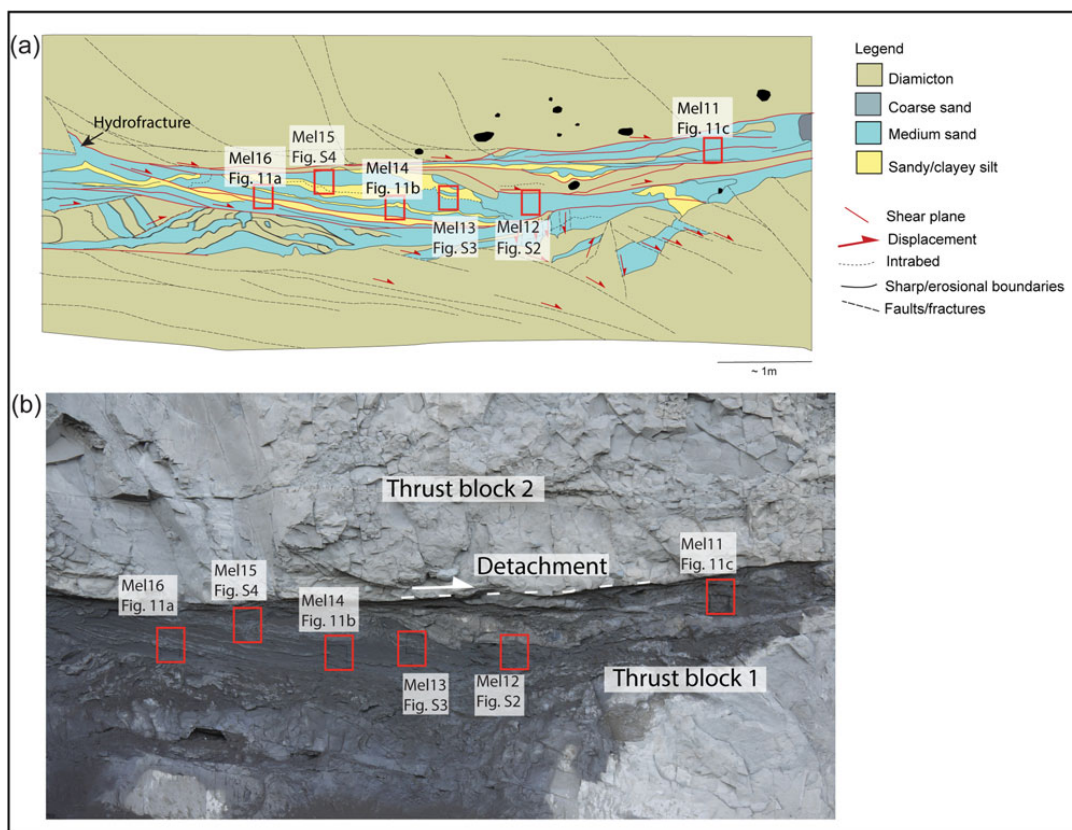 (a)
Hydrofracture
Mel16
Fig. 11a
Mel15
Fig. S4
Mel14
Fig. 11b
Mel13
Fig. S3
Mel12
Fig. S2
Mel11
Fig. 11c
Legend
Diamicton
Coarse sand
Medium sand
Sandy/clayey silt
Shear plane
Displacement
Intrabed
Sharp/erosional boundaries
Faults/fractures
~ 1m
(b)
Thrust block 2
Detachment
Mel16
Fig. 11a
Mel15
Fig. S4
Mel14
Fig. 11b
Mel13
Fig. S3
Mel12
Fig. S2
Mel11
Fig. 11c
Thrust block 1